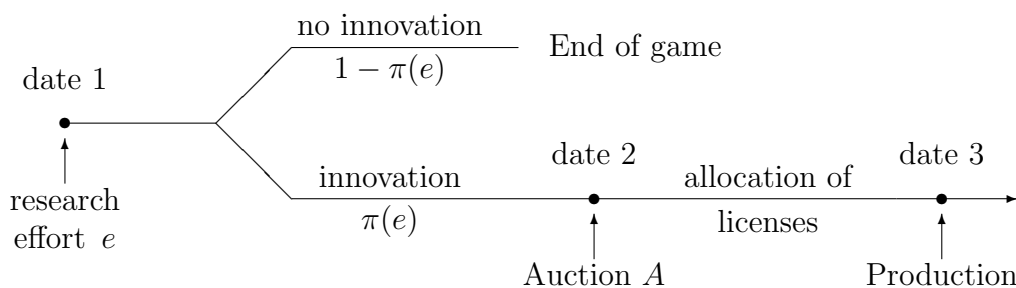 no innovation
1 − π(e)
End of game
date 1
research
effort e
innovation
π(e)
date 2
allocation of
licenses
date 3
Auction A
Production